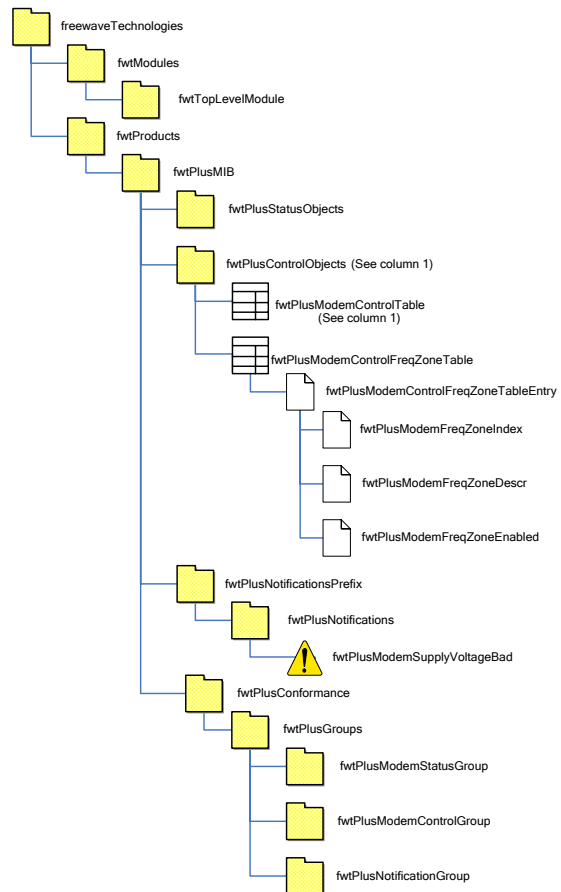 freewaveTechnologies
fwtModules
fwtTopLevelModule
fwtProducts
fwtPlusMIB
fwtPlusStatusObjects
fwtPlusControlObjects (See column 1)
fwtPlusModemControlTable
(See column 1)
fwtPlusModemControlFreqZoneTable
fwtPlusModemControlFreqZoneTableEntry
fwtPlusModemFreqZoneIndex
fwtPlusModemFreqZoneDescr
fwtPlusModemFreqZoneEnabled
fwtPlusNotificationsPrefix
fwtPlusNotifications
fwtPlusModemSupplyVoltageBad
fwtPlusConformance
fwtPlusGroups
fwtPlusModemStatusGroup
fwtPlusModemControlGroup
fwtPlusNotificationGroup